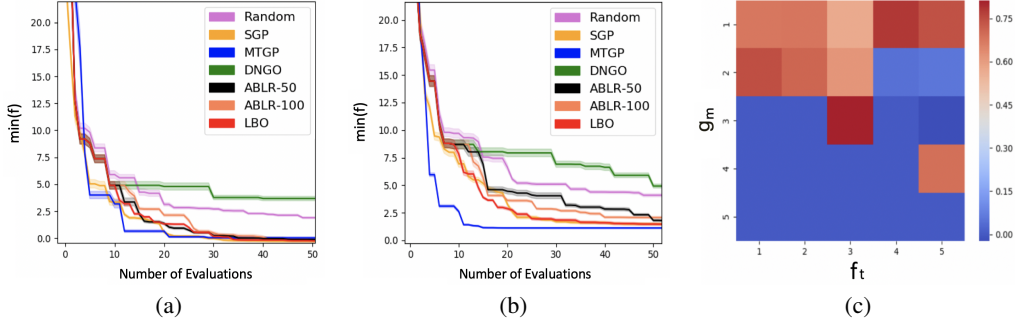 min(f)
20.0
17.5
15.0
12.5
10.0
7.5
5.0
2.5
0.0
Random
SGP
MTGP
DNGO
ABLR-50
ABLR-100
LBO
0
10
20
30
40
50
Number of Evaluations
(a)
min(f)
20.0
17.5
15.0
12.5
10.0
7.5
5.0
2.5
0.0
Random
SGP
MTGP
DNGO
ABLR-50
ABLR-100
LBO
0
10
20
30
40
50
Number of Evaluations
(b)
gm
1
2
3
4
5
1
2
3
4
5
ft
0.75
0.60
0.45
0.30
0.15
0.00
(c)